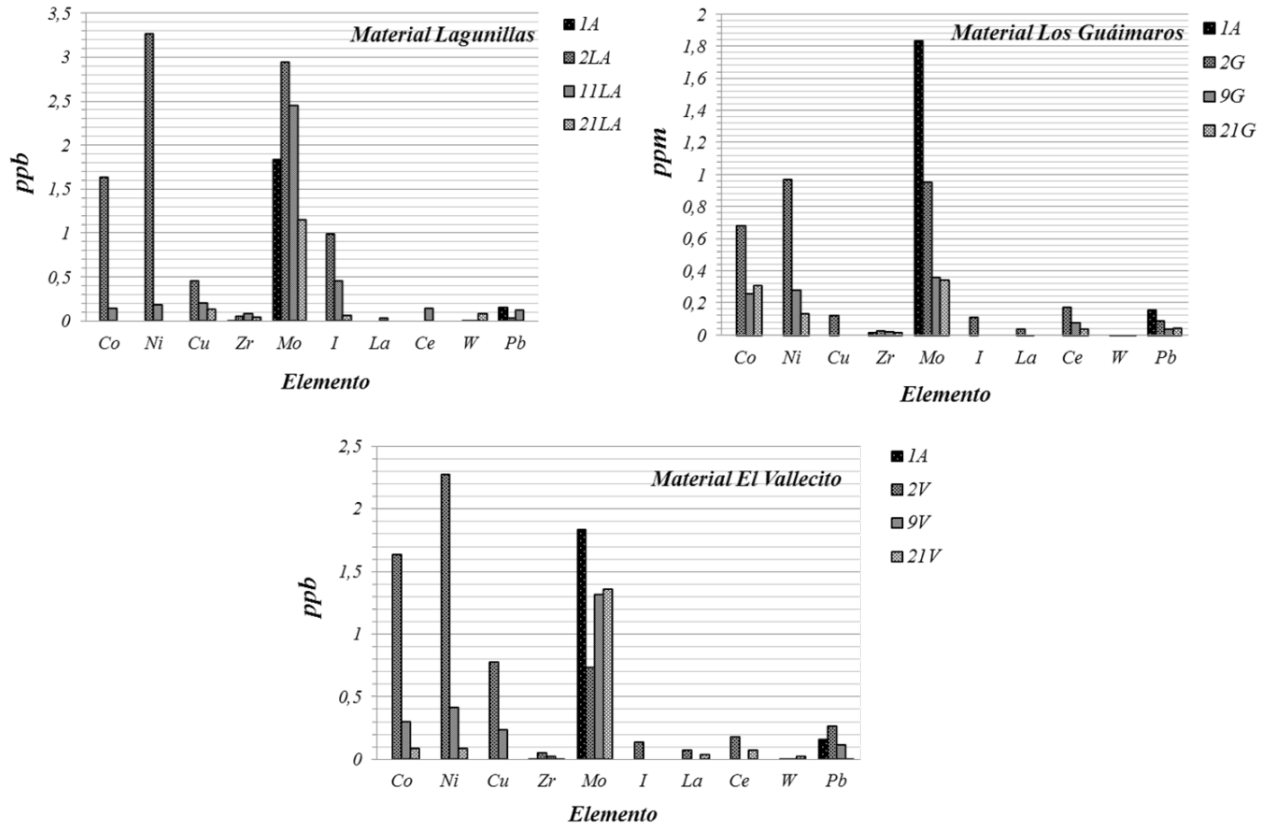 Material Lagunillas
ppb
3,5
3
2,5
2
1,5
1
0,5
0
Co Ni Cu Zr Mo I La Ce W Pb
Elemento
1A
2LA
11LA
21LA
Material Los Guáimaros
ppm
2
1,8
1,6
1,4
1,2
1
0,8
0,6
0,4
0,2
0
Co Ni Cu Zr Mo I La Ce W Pb
Elemento
1A
2G
9G
21G
Material El Vallecito
ppb
2,5
2
1,5
1
0,5
0
Co Ni Cu Zr Mo I La Ce W Pb
Elemento
1A
2V
9V
21V